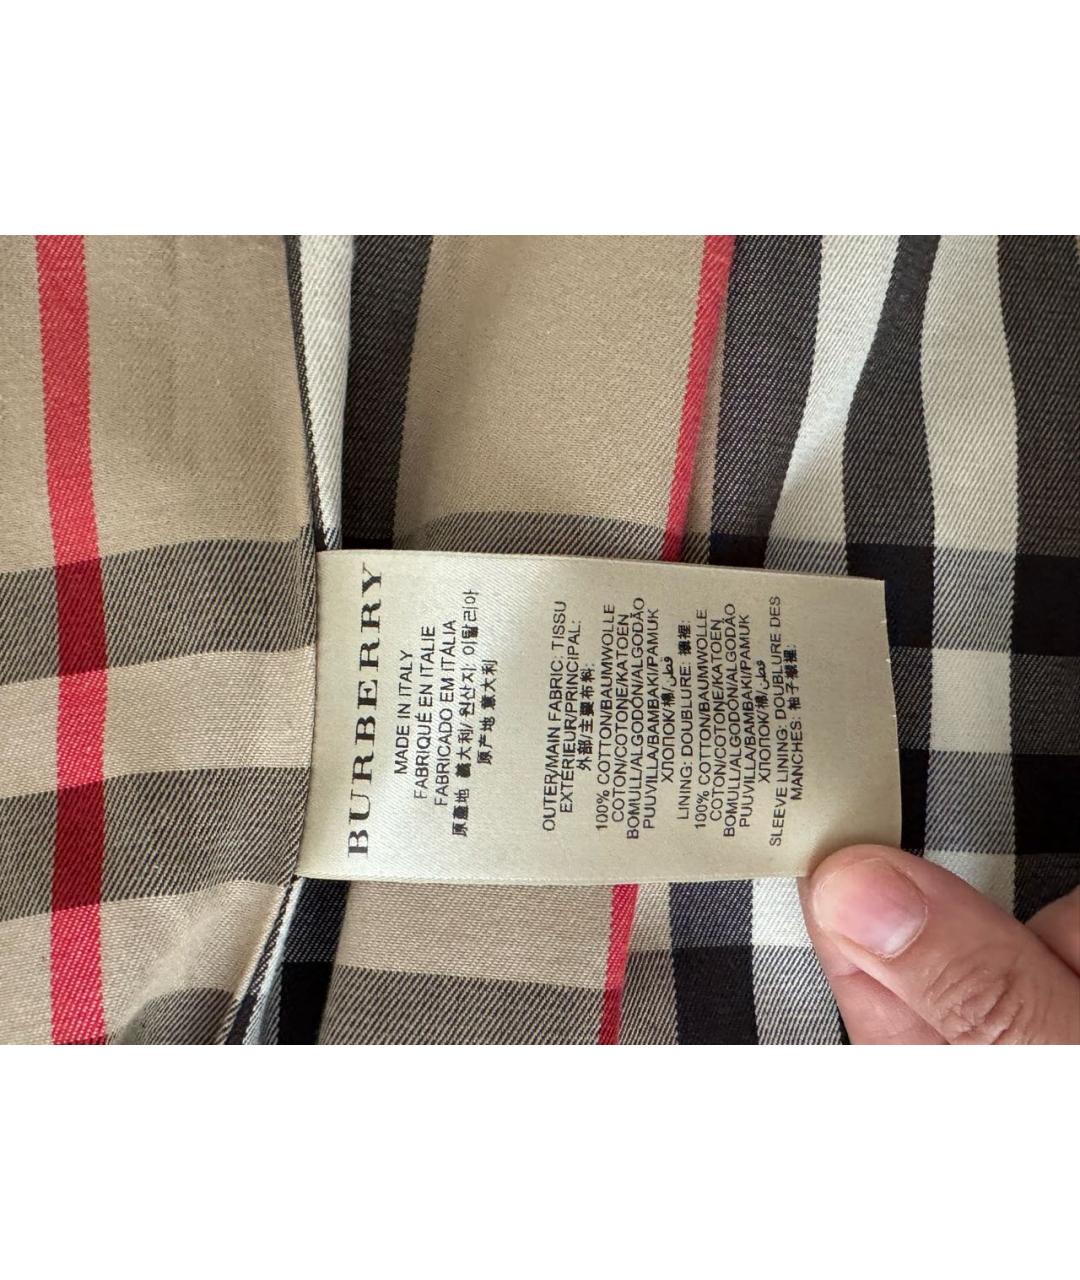 BURBERRY
MADE IN ITALY
FABRIQUÉ EN ITALIE
FABRICADO EM ITÁLIA
原產地 義大利/ 원산지: 이탈리아
原产地 意大利
OUTER/MAIN FABRIC: TISSU
EXTÉRIEUR/PRINCIPAL:
外部/主要布料:
100% COTTON/BAUMWOLLE
COTON/COTONE/KATOEN
BOMULL/ALGODÓN/ALGODÃO
PUUVILLA/ΒΑΜΒΑΚΙ/PAMUK
ХЛОПОК/棉/قطن
LINING: DOUBLURE: 襯裡:
100% COTTON/BAUMWOLLE
COTON/COTONE/KATOEN
BOMULL/ALGODÓN/ALGODÃO
PUUVILLA/ΒΑΜΒΑΚΙ/PAMUK
ХЛОПОК/棉/قطن
SLEEVE LINING: DOUBLURE DES
MANCHES: 袖子襯裡: